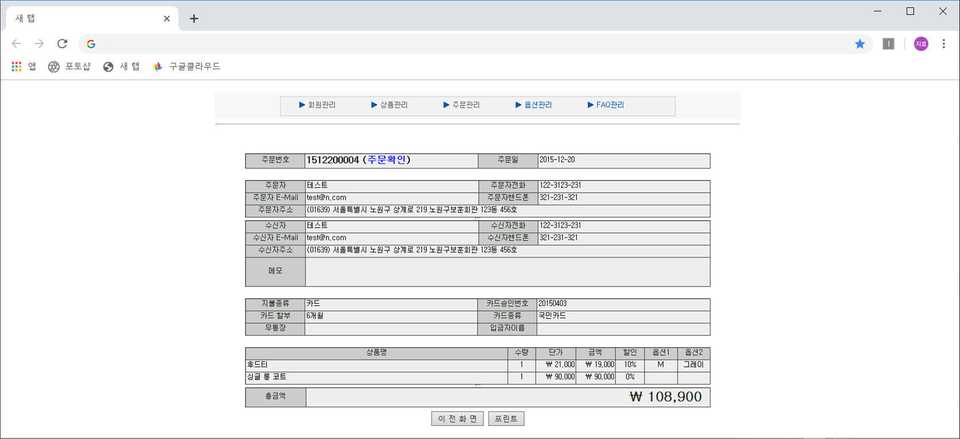 새 탭
앱 포토샵 새 탭 구글클라우드
▶ 회원관리 ▶ 상품관리 ▶ 주문관리 ▶ 옵션관리 ▶ FAQ관리
주문번호 1512200004 (주문확인) 주문일 2015-12-20
주문자 테스트 주문자전화 122-3123-231
주문자 E-Mail test@n,com 주문자핸드폰 321-231-321
주문자주소 (01639) 서울특별시 노원구 상계로 219 노원구보훈회관 123동 456호
수신자 테스트 수신자전화 122-3123-231
수신자 E-Mail test@n,com 수신자핸드폰 321-231-321
수신자주소 (01639) 서울특별시 노원구 상계로 219 노원구보훈회관 123동 456호
메모
지불종류 카드 카드승인번호 20150403
카드 할부 6개월 카드종류 국민카드
무통장 입금자이름
상품명 수량 단가 금액 할인 옵션1 옵션2
후드티 1 ₩ 21,000 ₩ 19,000 10% M 그레이
싱글 롱 코트 1 ₩ 90,000 ₩ 90,000 0%
총금액 ₩ 108,900
이 전 화 면 프린트